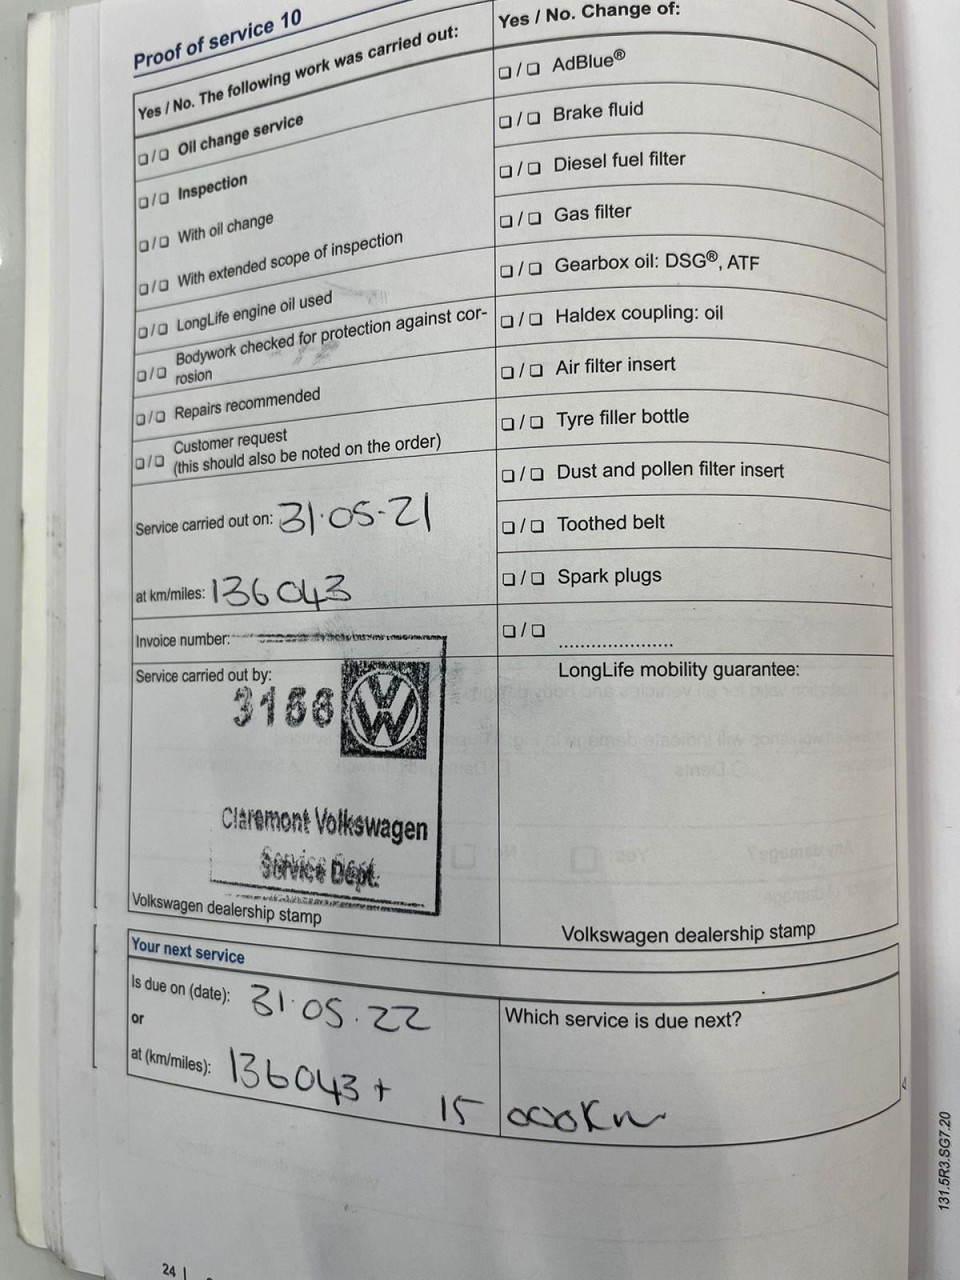 Proof of service 10
Yes / No. The following work was carried out:
❏/❏ Oil change service
❏/❏ Inspection
❏/❏ With oil change
❏/❏ With extended scope of inspection
❏/❏ LongLife engine oil used
❏/❏ Bodywork checked for protection against cor-
rosion
❏/❏ Repairs recommended
❏/❏ Customer request
(this should also be noted on the order)
Service carried out on: 31·05-21
at km/miles: 136043
Invoice number:
Service carried out by:
3166
Claremont Volkswagen
Service Dept.
Volkswagen dealership stamp
Yes / No. Change of:
❏/❏ AdBlue®
❏/❏ Brake fluid
❏/❏ Diesel fuel filter
❏/❏ Gas filter
❏/❏ Gearbox oil: DSG®, ATF
❏/❏ Haldex coupling: oil
❏/❏ Air filter insert
❏/❏ Tyre filler bottle
❏/❏ Dust and pollen filter insert
❏/❏ Toothed belt
❏/❏ Spark plugs
❏/❏ .....................
LongLife mobility guarantee:
Volkswagen dealership stamp
Your next service
Is due on (date): 31·05.22
or
at (km/miles): 136043 + 15 000Km
Which service is due next?
131.5R3.SG7.20
24